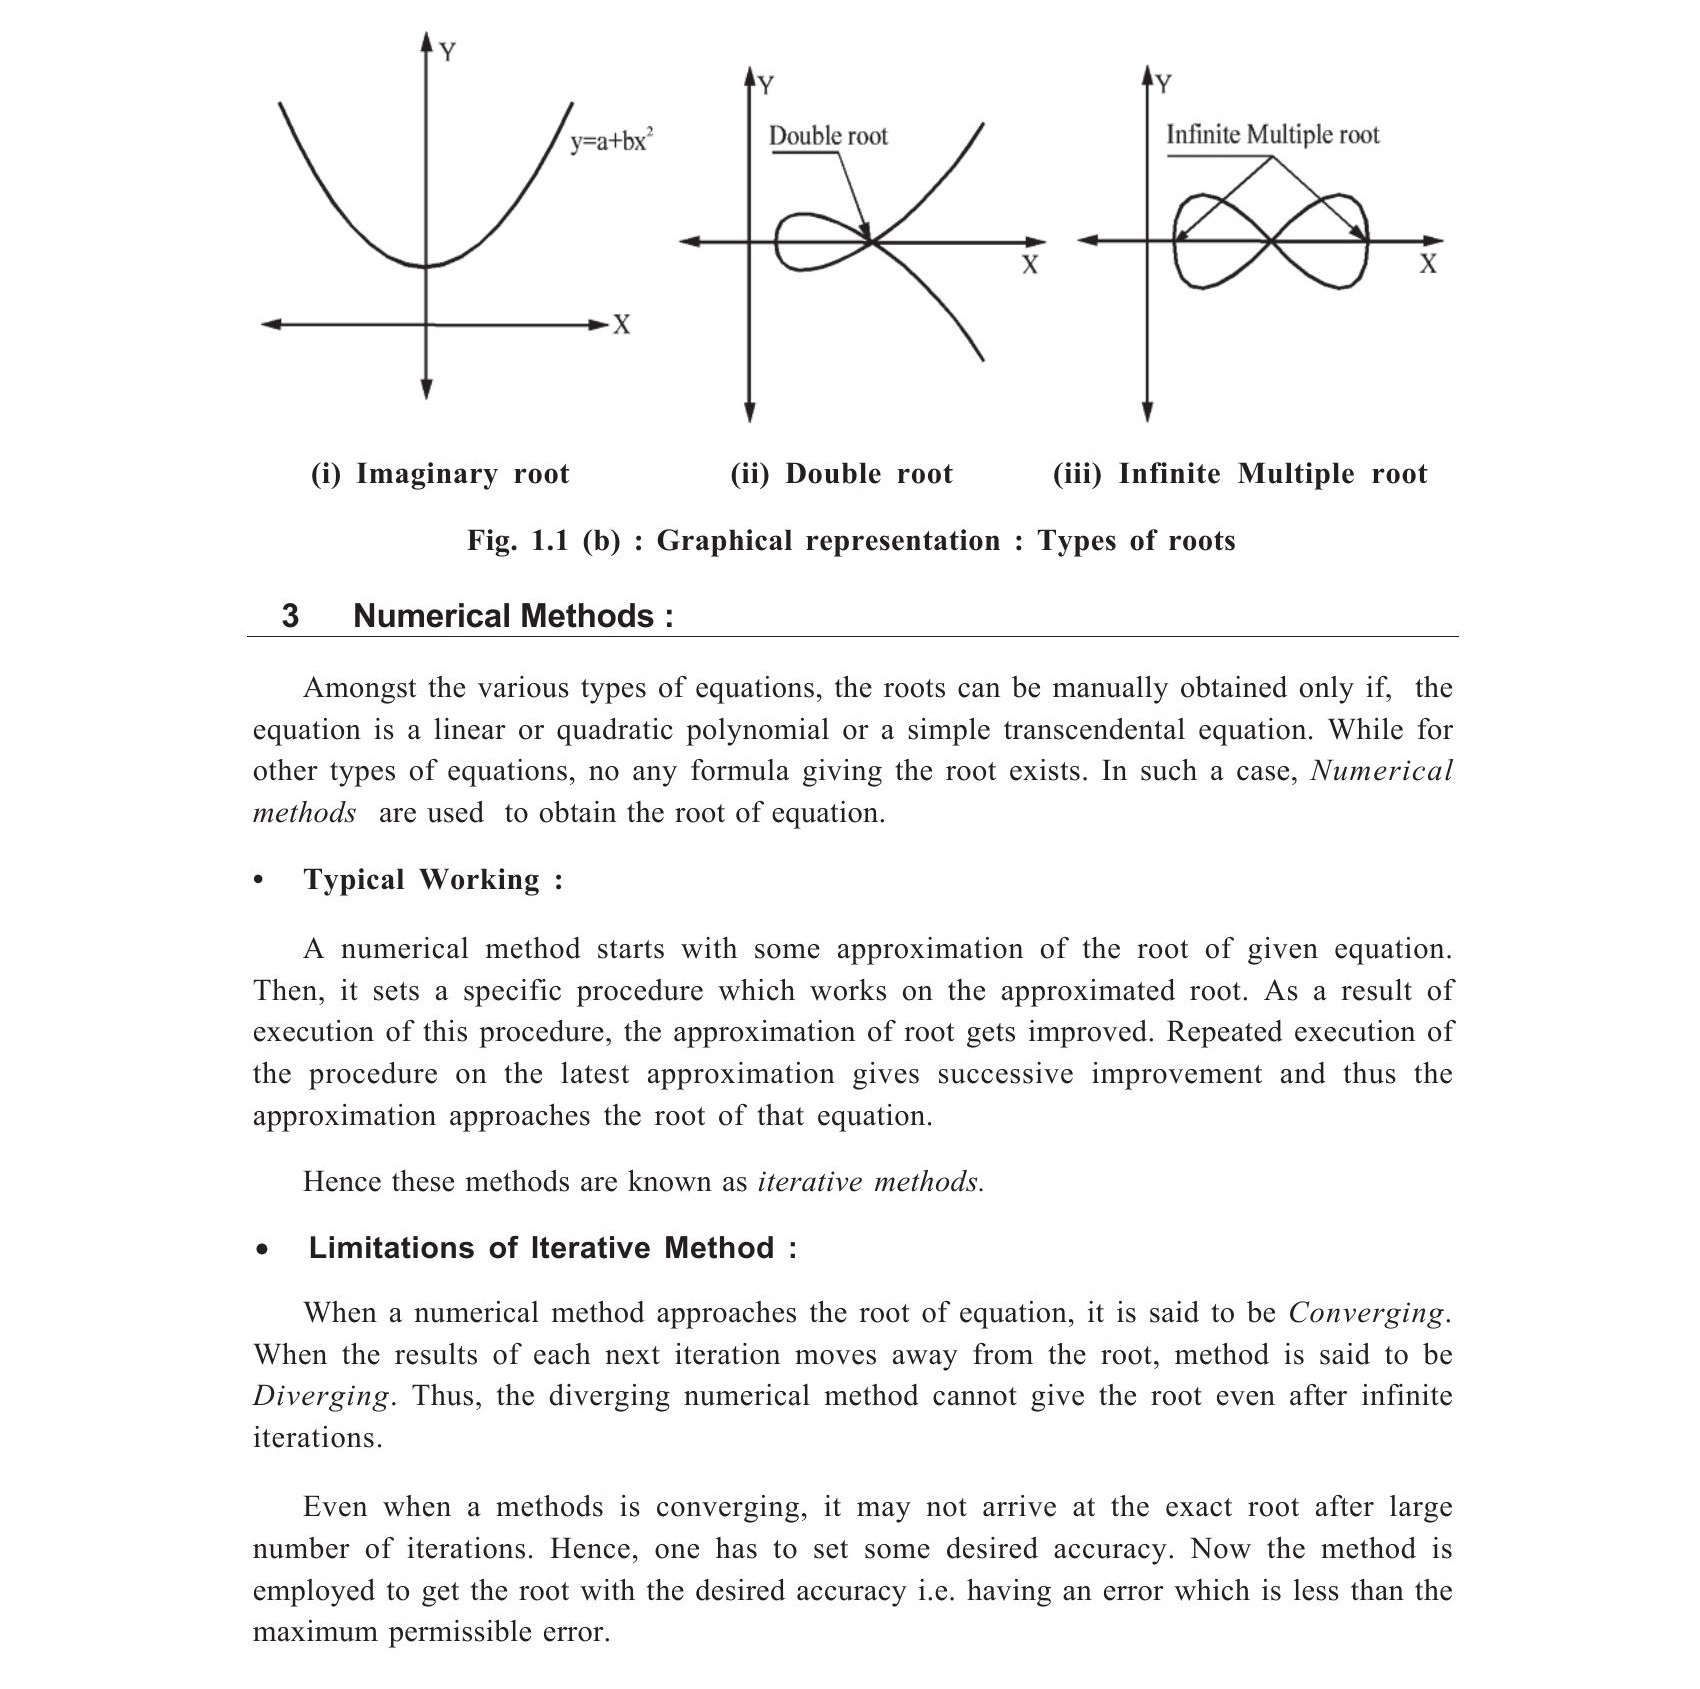 Y
y=a+bx²
X
Y
Double root
X
Y
Infinite Multiple root
X
(i) Imaginary root
(ii) Double root
(iii) Infinite Multiple root
Fig. 1.1 (b) : Graphical representation : Types of roots
3 Numerical Methods :
Amongst the various types of equations, the roots can be manually obtained only if, the
equation is a linear or quadratic polynomial or a simple transcendental equation. While for
other types of equations, no any formula giving the root exists. In such a case, Numerical
methods are used to obtain the root of equation.
• Typical Working :
A numerical method starts with some approximation of the root of given equation.
Then, it sets a specific procedure which works on the approximated root. As a result of
execution of this procedure, the approximation of root gets improved. Repeated execution of
the procedure on the latest approximation gives successive improvement and thus the
approximation approaches the root of that equation.
Hence these methods are known as iterative methods.
• Limitations of Iterative Method :
When a numerical method approaches the root of equation, it is said to be Converging.
When the results of each next iteration moves away from the root, method is said to be
Diverging. Thus, the diverging numerical method cannot give the root even after infinite
iterations.
Even when a methods is converging, it may not arrive at the exact root after large
number of iterations. Hence, one has to set some desired accuracy. Now the method is
employed to get the root with the desired accuracy i.e. having an error which is less than the
maximum permissible error.